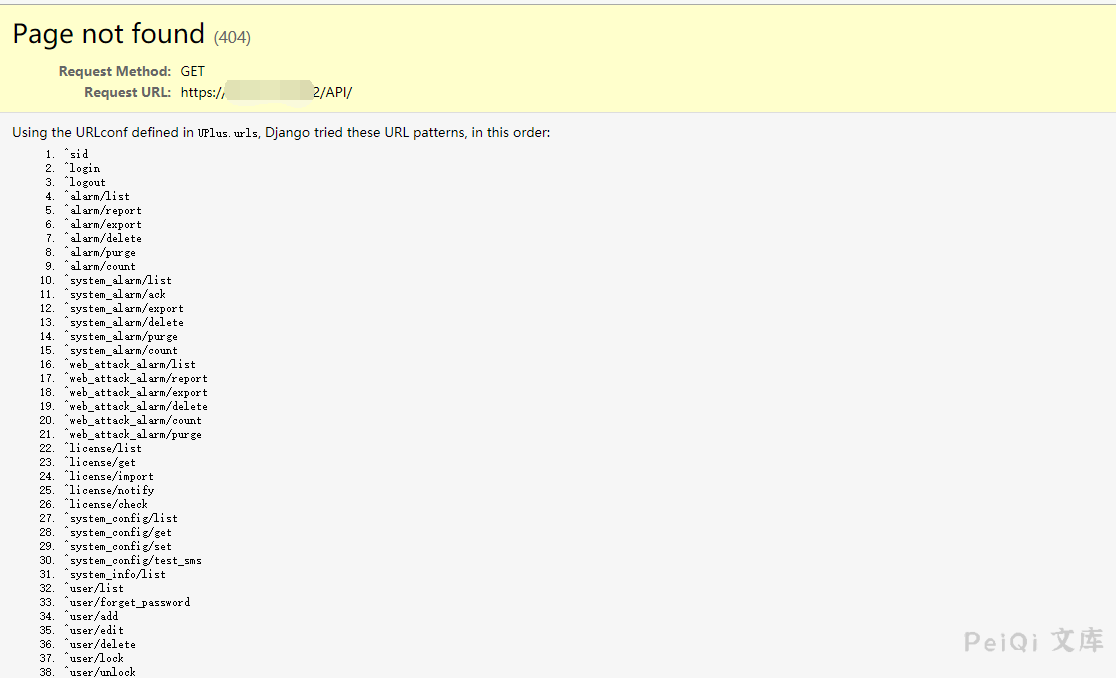 Page not found (404)
Request Method: GET
Request URL: https://2/API/
Using the URLconf defined in UPlus.urls, Django tried these URL patterns, in this order:
1. ^sid
2. ^login
3. ^logout
4. ^alarm/list
5. ^alarm/report
6. ^alarm/export
7. ^alarm/delete
8. ^alarm/purge
9. ^alarm/count
10. ^system_alarm/list
11. ^system_alarm/ack
12. ^system_alarm/export
13. ^system_alarm/delete
14. ^system_alarm/purge
15. ^system_alarm/count
16. ^web_attack_alarm/list
17. ^web_attack_alarm/report
18. ^web_attack_alarm/export
19. ^web_attack_alarm/delete
20. ^web_attack_alarm/count
21. ^web_attack_alarm/purge
22. ^license/list
23. ^license/get
24. ^license/import
25. ^license/notify
26. ^license/check
27. ^system_config/list
28. ^system_config/get
29. ^system_config/set
30. ^system_config/test_sms
31. ^system_info/list
32. ^user/list
33. ^user/forget_password
34. ^user/add
35. ^user/edit
36. ^user/delete
37. ^user/lock
38. ^user/unlock
PeiQi 文库